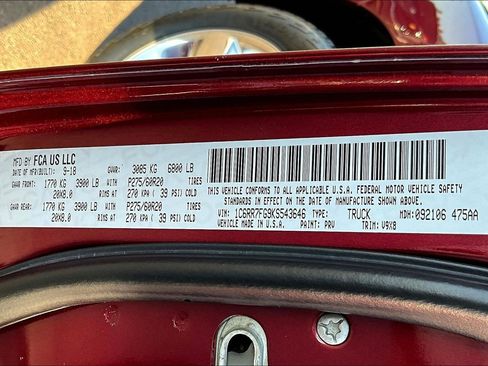 MFD BY FCA US LLC
DATE OF MFR(BUILT): 9-18 GVWR: 3085 KG 6800 LB
GAWR FRONT: 1770 KG 3900 LB P275/60R20 TIRES
20X8.0 RIMS AT 270 KPA ( 39 PSI) COLD
GAWR REAR: 1770 KG 3900 LB P275/60R20 TIRES
20X8.0 RIMS AT 270 KPA ( 39 PSI) COLD
THIS VEHICLE CONFORMS TO ALL APPLICABLE U.S.A. FEDERAL MOTOR VEHICLE SAFETY
STANDARDS IN EFFECT ON THE DATE OF MANUFACTURE SHOWN ABOVE.
VIN: 1C6RR7FG9KS543646 TYPE: TRUCK MDH: 092106 475AA
VEHICLE MADE IN U.S.A. PAINT: PRV TRIM: V9X8